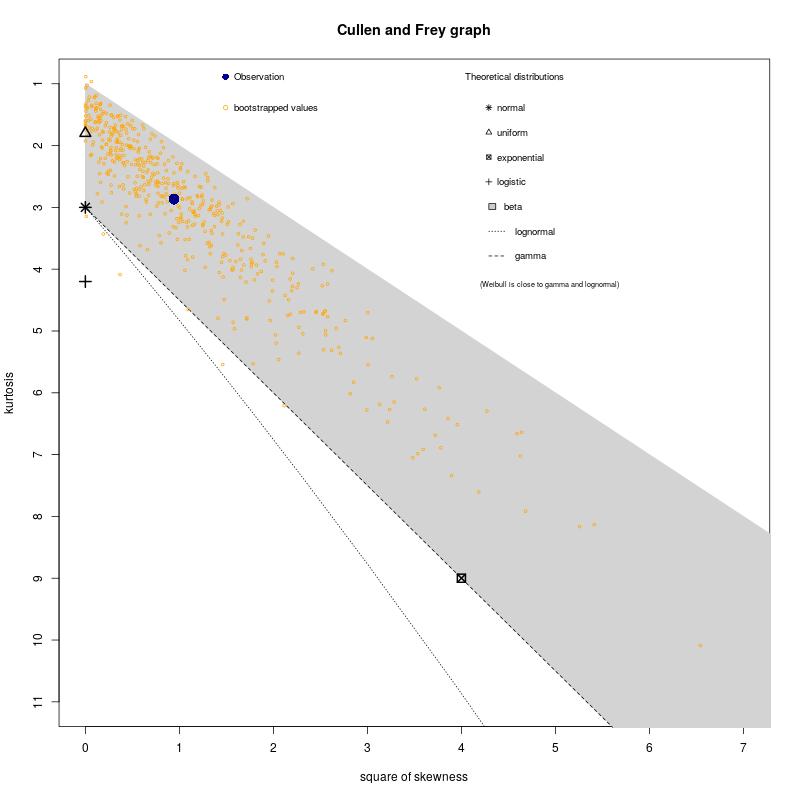 Cullen and Frey graph
Observation
bootstrapped values
Theoretical distributions
normal
uniform
exponential
logistic
beta
lognormal
gamma
(Weibull is close to gamma and lognormal)
kurtosis
1
2
3
4
5
6
7
8
9
10
11
0 1 2 3 4 5 6 7
square of skewness